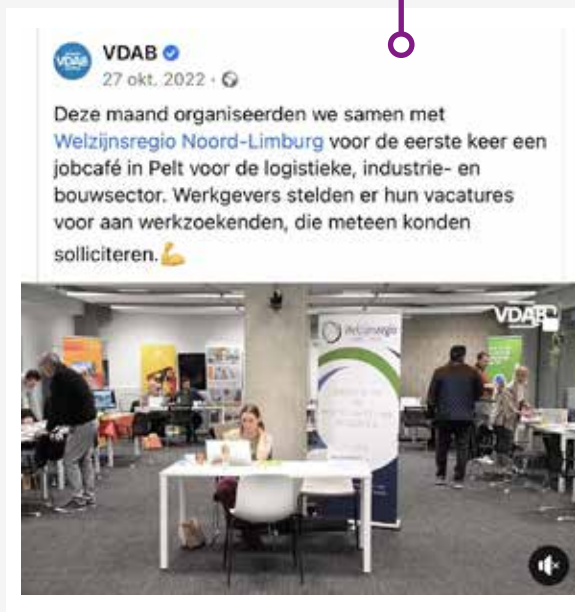 VDAB
VDAB
27 okt. 2022 ·
Deze maand organiseerden we samen met
Welzijnsregio Noord-Limburg voor de eerste keer een
jobcafé in Pelt voor de logistieke, industrie- en
bouwsector. Werkgevers stelden er hun vacatures
voor aan werkzoekenden, die meteen konden
solliciteren.💪
VDAB